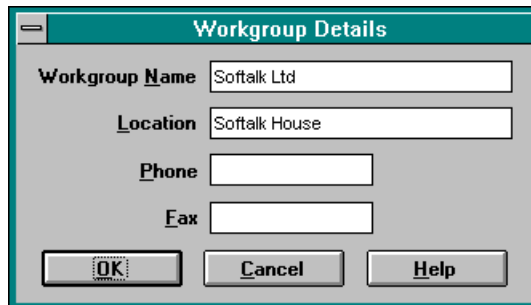 Workgroup Details
Workgroup Name Softalk Ltd
Location Softalk House
Phone
Fax
OK Cancel Help